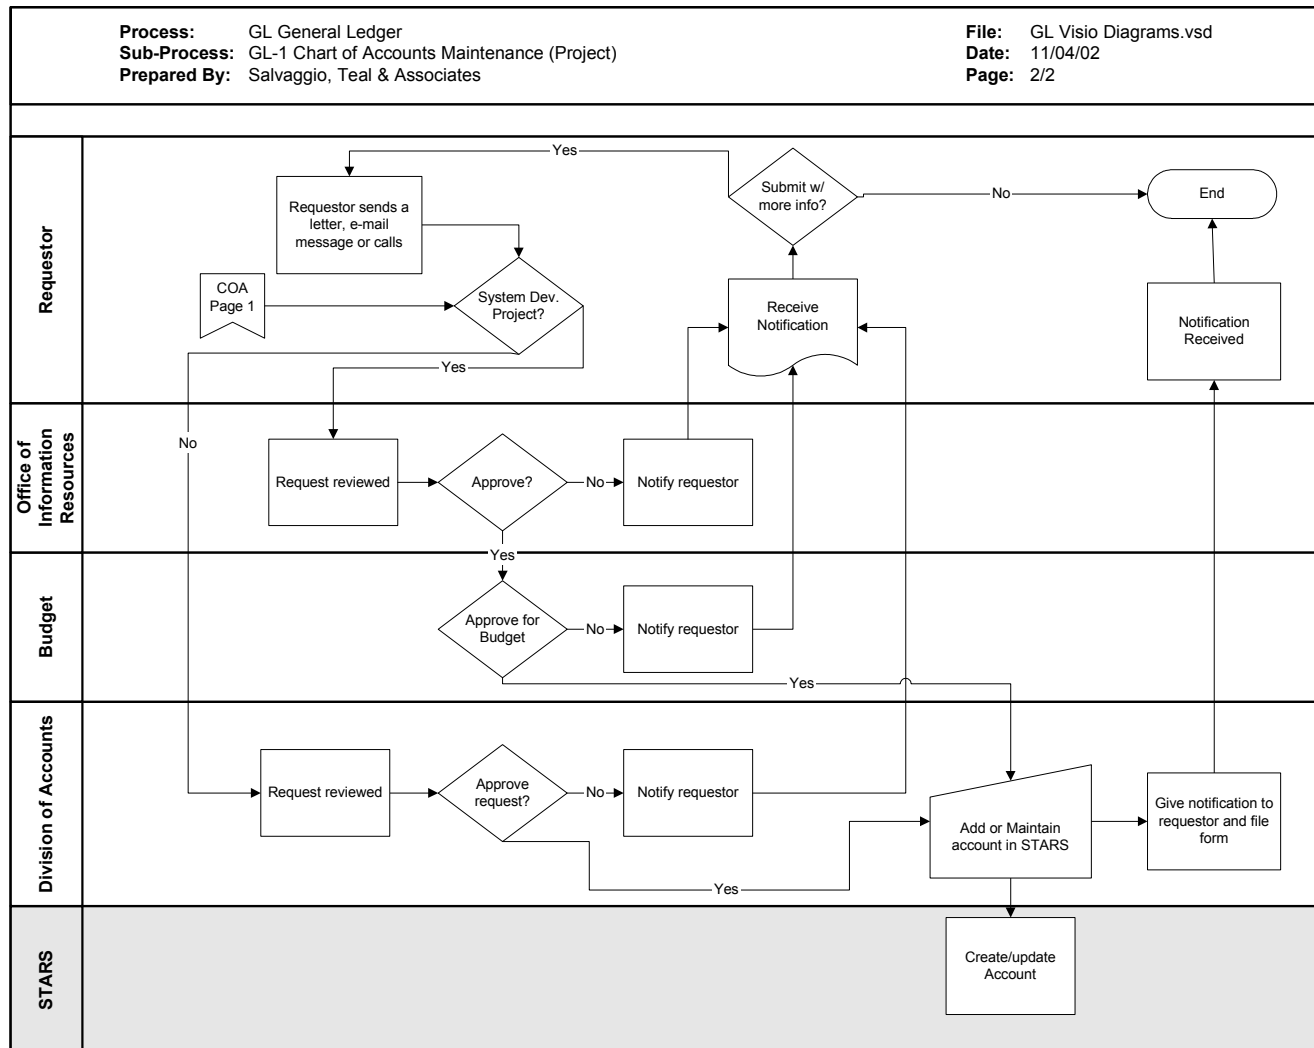 Process: GL General Ledger
Sub-Process: GL-1 Chart of Accounts Maintenance (Project)
Prepared By: Salvaggio, Teal & Associates
File: GL Visio Diagrams.vsd
Date: 11/04/02
Page: 2/2
Requestor
Yes
Requestor sends a
letter, e-mail
message or calls
Submit w/
more info?
No
End
COA
Page 1
System Dev.
Project?
Receive
Notification
Notification
Received
Yes
No
Office of
Information
Resources
Request reviewed
Approve?
No
Notify requestor
Yes
Budget
Approve for
Budget
No
Notify requestor
Yes
Division of Accounts
Request reviewed
Approve
request?
No
Notify requestor
Yes
Add or Maintain
account in STARS
Give notification to
requestor and file
form
STARS
Create/update
Account